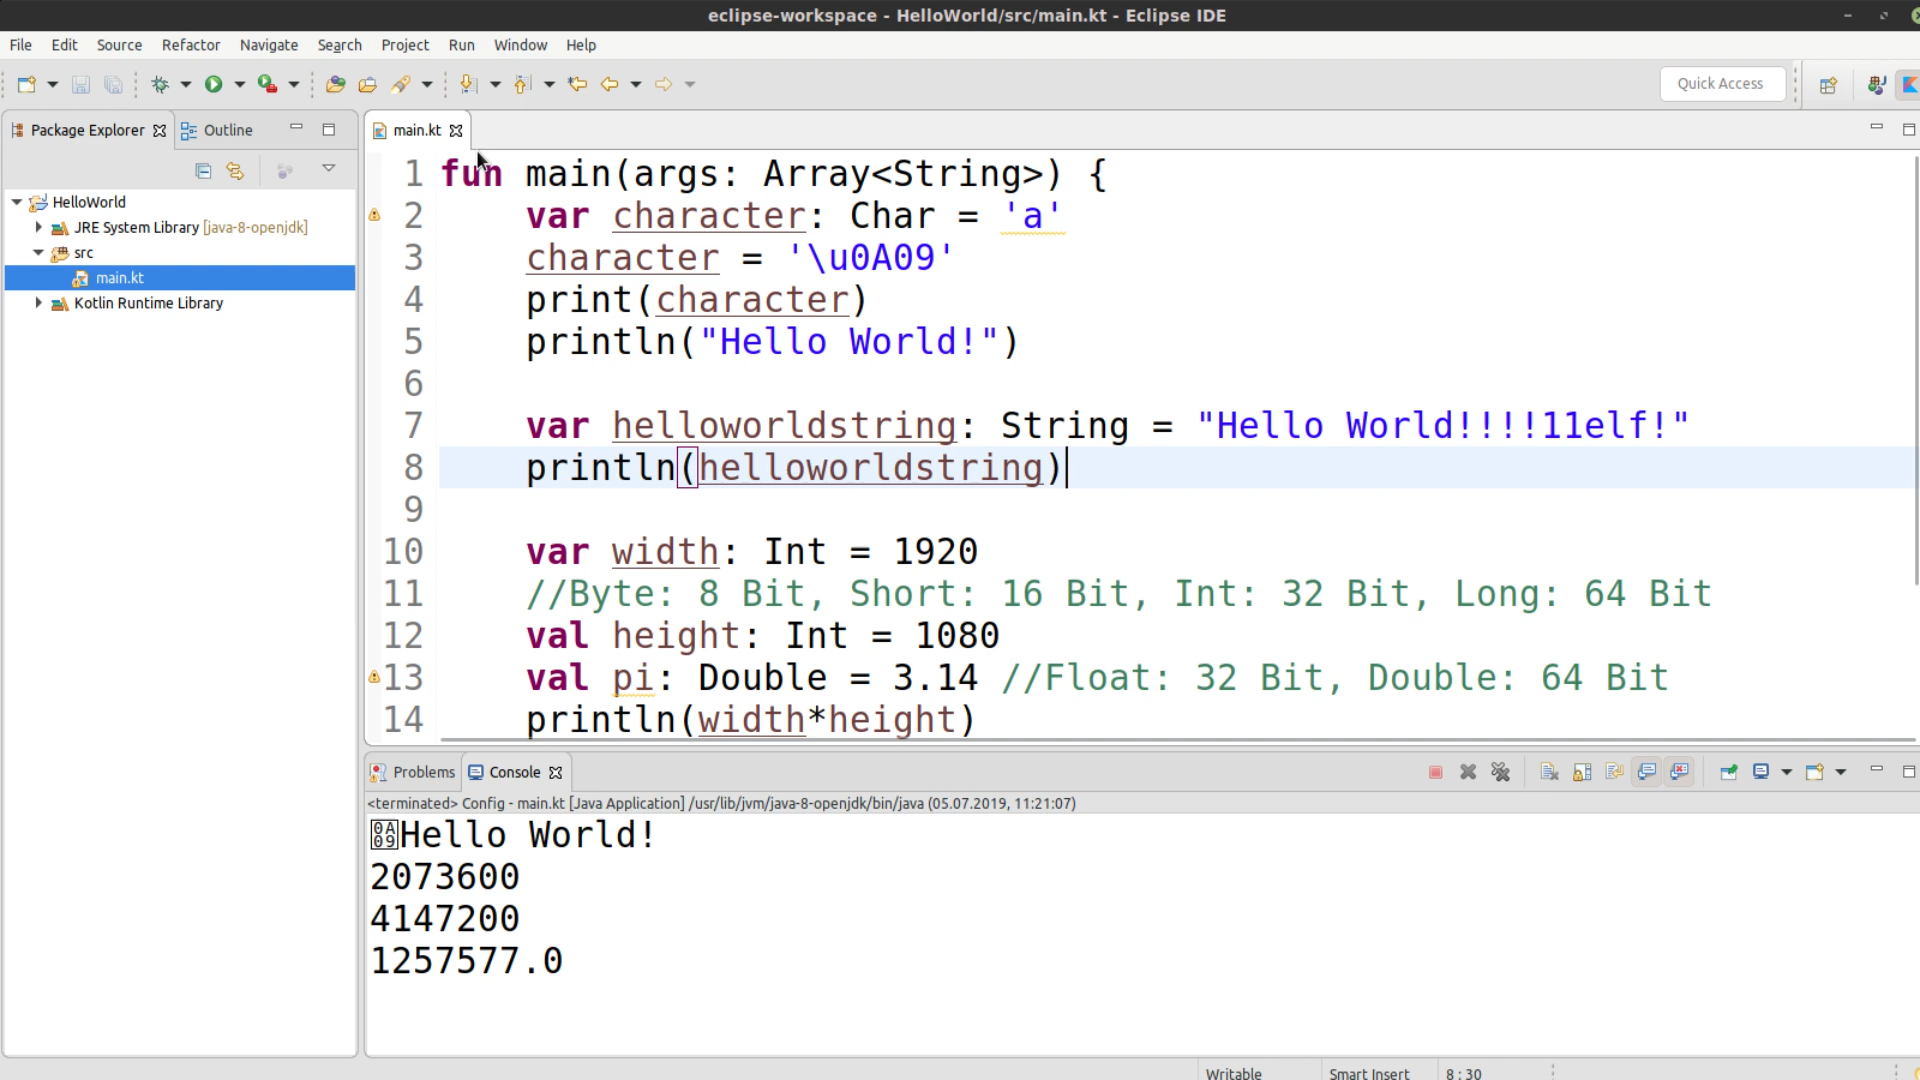 eclipse-workspace - HelloWorld/src/main.kt - Eclipse IDE
File Edit Source Refactor Navigate Search Project Run Window Help
Quick Access
Package Explorer Outline
main.kt
HelloWorld
JRE System Library [java-8-openjdk]
src
main.kt
Kotlin Runtime Library
1 fun main(args: Array<String>) {
2 var character: Char = 'a'
3 character = '\u0A09'
4 print(character)
5 println("Hello World!")
6
7 var helloworldstring: String = "Hello World!!!!11elf!"
8 println(helloworldstring)
9
10 var width: Int = 1920
11 //Byte: 8 Bit, Short: 16 Bit, Int: 32 Bit, Long: 64 Bit
12 val height: Int = 1080
13 val pi: Double = 3.14 //Float: 32 Bit, Double: 64 Bit
14 println(width*height)
Problems Console
<terminated> Config - main.kt [Java Application] /usr/lib/jvm/java-8-openjdk/bin/java (05.07.2019, 11:21:07)
ਉHello World!
2073600
4147200
1257577.0
Writable Smart Insert 8 : 30